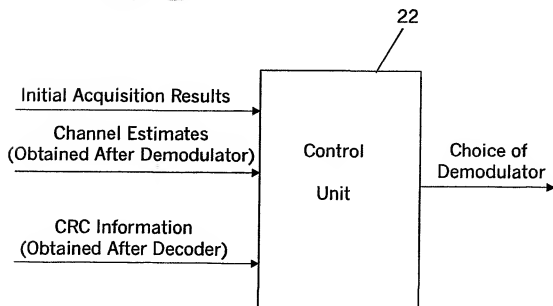 22
Initial Acquisition Results
Channel Estimates
(Obtained After Demodulator)
CRC Information
(Obtained After Decoder)
Control
Unit
Choice of
Demodulator